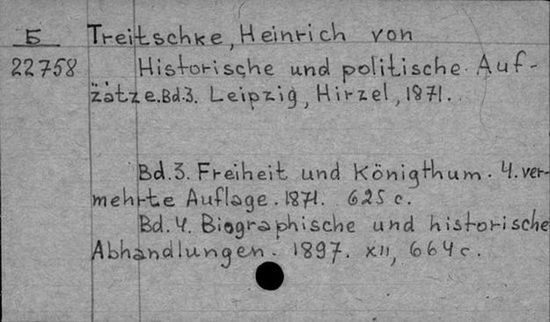 Б Treitschke, Heinrich von
22758 Historische und politische Auf-
zätze. Bd.3. Leipzig, Hirzel, 1871.
Bd.3. Freiheit und Königthum. 4. ver-
mehrte Auflage. 1871. 625 c.
Bd.4. Biographische und historische
Abhandlungen. 1897. XII, 664 c.